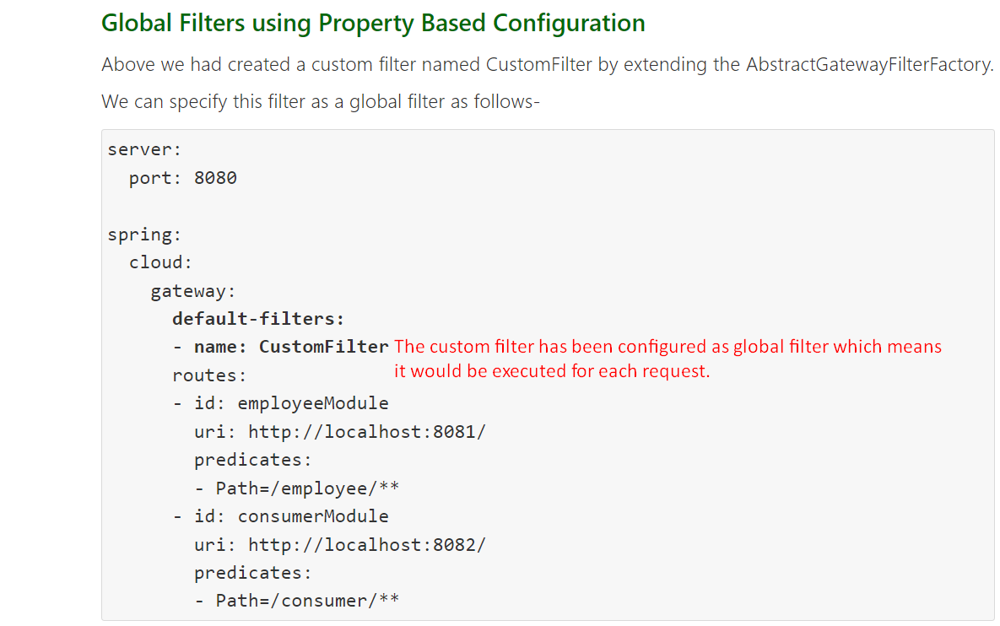 Global Filters using Property Based Configuration
Above we had created a custom filter named CustomFilter by extending the AbstractGatewayFilterFactory.
We can specify this filter as a global filter as follows-
server:
  port: 8080

spring:
  cloud:
    gateway:
      default-filters:
      - name: CustomFilter The custom filter has been configured as global filter which means
it would be executed for each request.
      routes:
      - id: employeeModule
        uri: http://localhost:8081/
        predicates:
        - Path=/employee/**
      - id: consumerModule
        uri: http://localhost:8082/
        predicates:
        - Path=/consumer/**